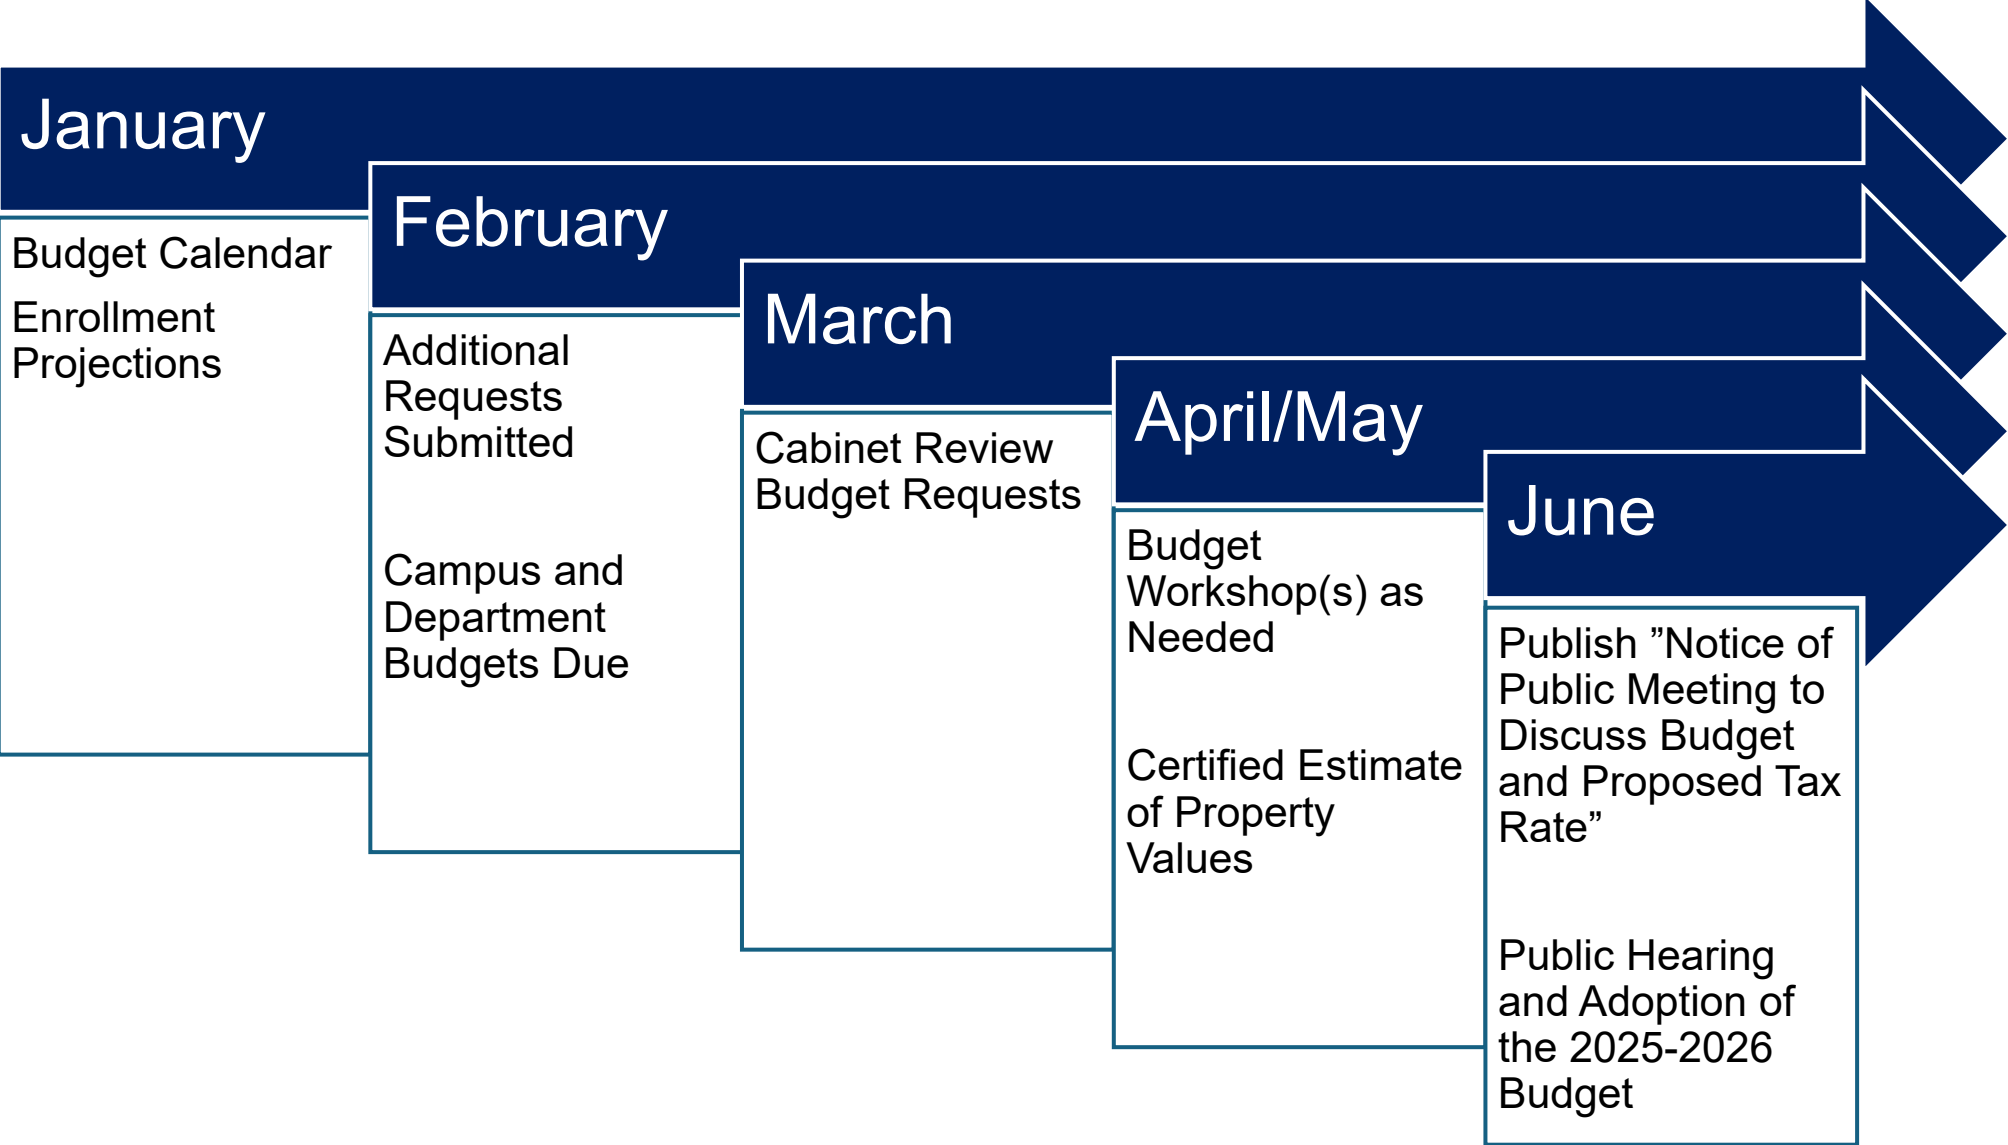 January
Budget Calendar
Enrollment
Projections
February
Additional
Requests
Submitted
Campus and
Department
Budgets Due
March
Cabinet Review
Budget Requests
April/May
Budget
Workshop(s) as
Needed
Certified Estimate
of Property
Values
June
Publish ”Notice of
Public Meeting to
Discuss Budget
and Proposed Tax
Rate”
Public Hearing
and Adoption of
the 2025-2026
Budget